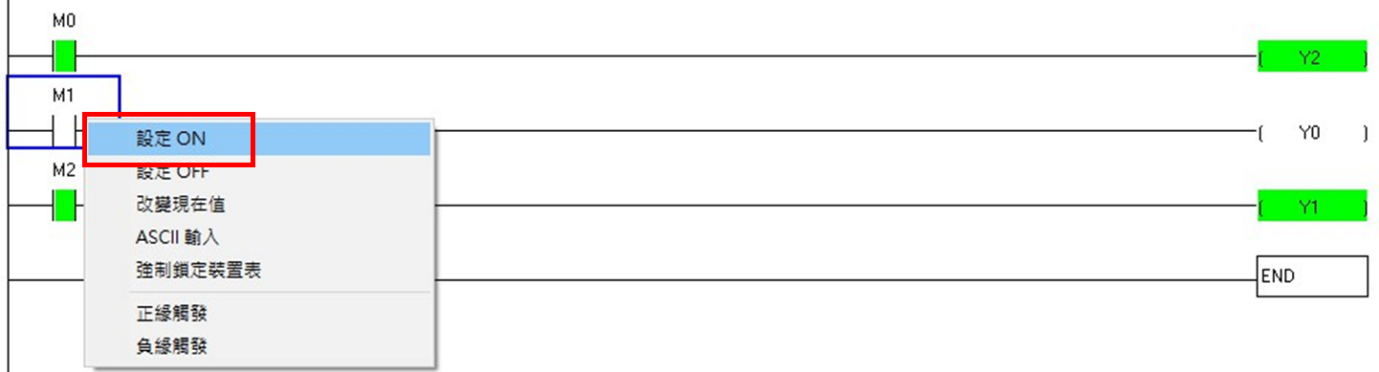 M0
( Y2 )
M1
( Y0 )
設定 ON
設定 OFF
M2
改變現在值
( Y1 )
ASCII 輸入
強制鎖定裝置表
END
正緣觸發
負緣觸發